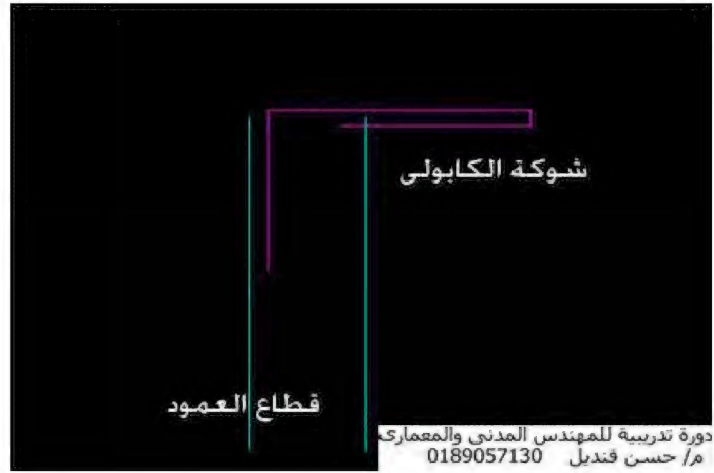 شوكة الكابولى
قطاع العمود
دورة تدريبية للمهندس المدنى والمعمارى
م/ حسن قنديل 0189057130